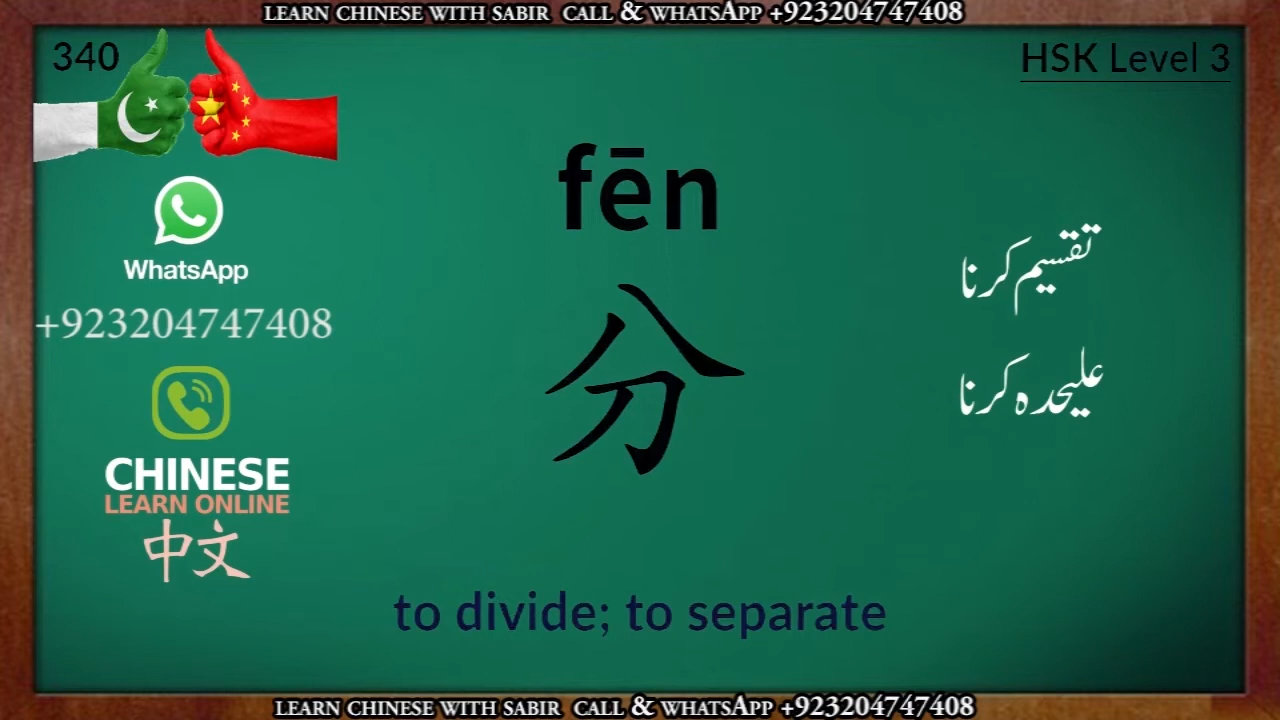 LEARN CHINESE WITH SABIR CALL & WHATSAPP +923204747408
340
HSK Level 3
fēn
WhatsApp
+923204747408
分
تقسیم کرنا
علیحدہ کرنا
CHINESE
LEARN ONLINE
中文
to divide; to separate
LEARN CHINESE WITH SABIR CALL & WHATSAPP +923204747408